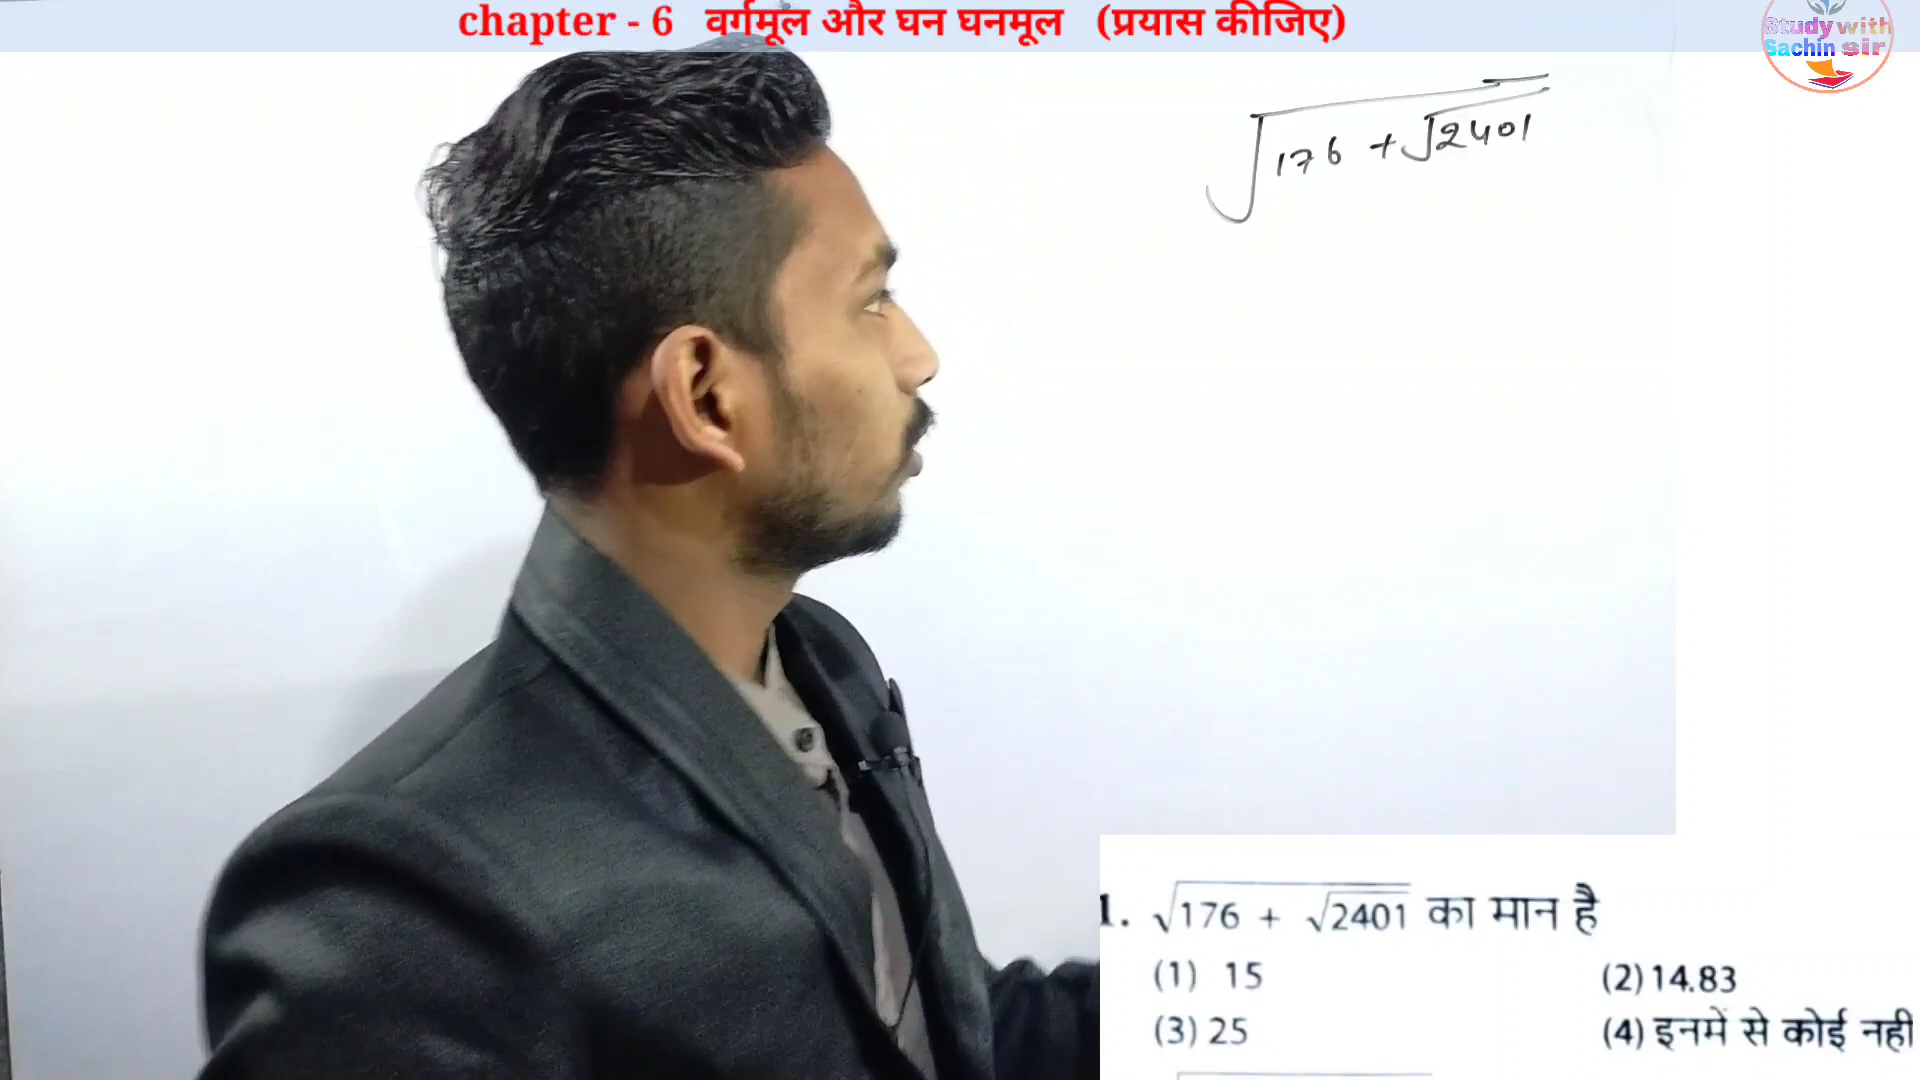 chapter - 6 वर्गमूल और घन घनमूल (प्रयास कीजिए)
Study with
Sachin sir
√176 + √2401
1. √176 + √2401 का मान है
(1) 15
(2) 14.83
(3) 25
(4) इनमें से कोई नही